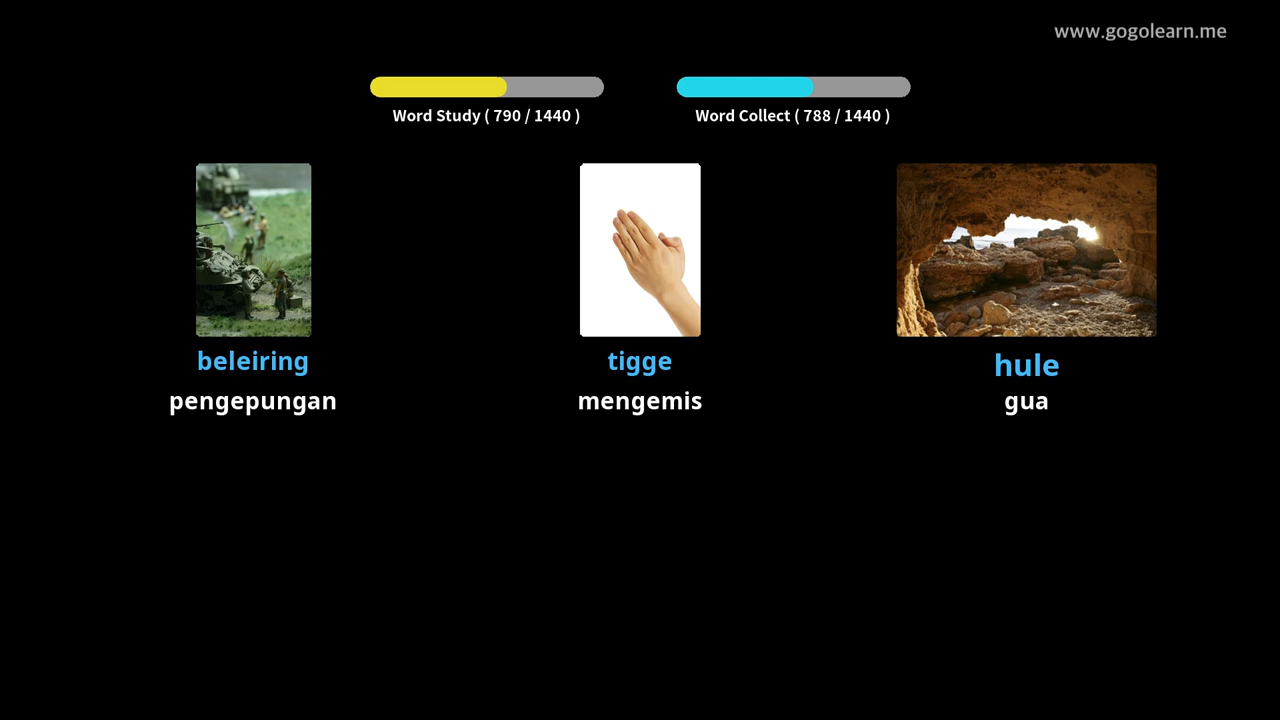 www.gogolearn.me
Word Study ( 790 / 1440 )
Word Collect ( 788 / 1440 )
beleiring
pengepungan
tigge
mengemis
hule
gua